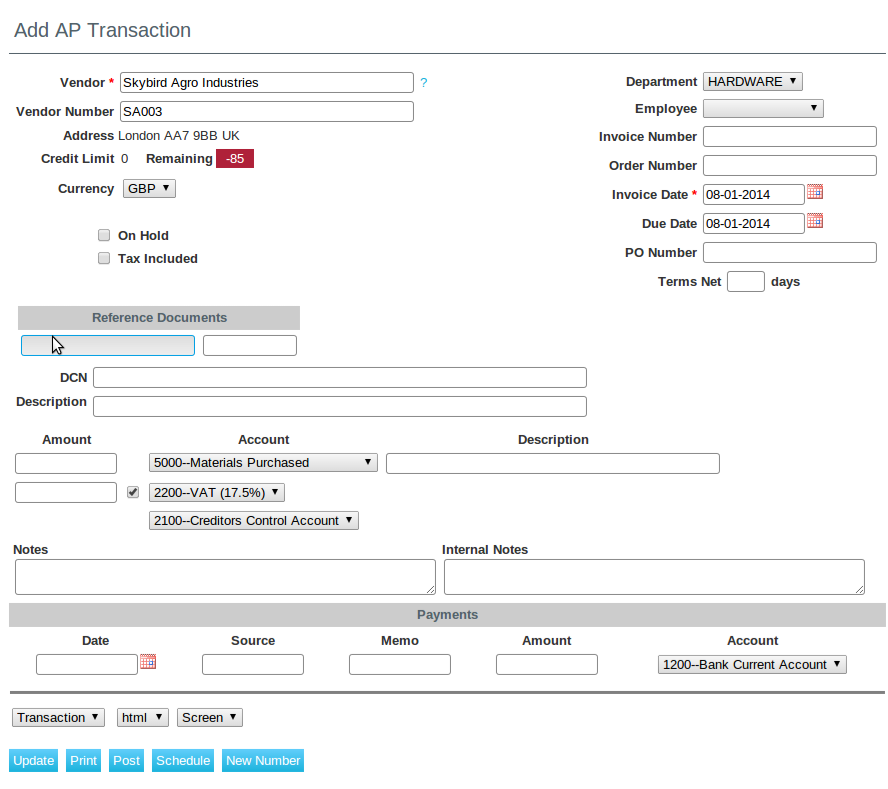 Add AP Transaction
Vendor * Skybird Agro Industries ?
Vendor Number SA003
Address London AA7 9BB UK
Credit Limit 0 Remaining -85
Currency GBP
On Hold
Tax Included
Department HARDWARE
Employee
Invoice Number
Order Number
Invoice Date * 08-01-2014
Due Date 08-01-2014
PO Number
Terms Net days
Reference Documents
DCN
Description
Amount Account Description
5000--Materials Purchased
2200--VAT (17.5%)
2100--Creditors Control Account
Notes Internal Notes
Payments
Date Source Memo Amount Account
1200--Bank Current Account
Transaction html Screen
Update Print Post Schedule New Number